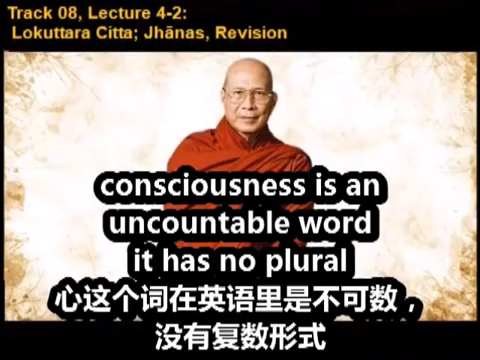 Track 08, Lecture 4-2:
Lokuttara Citta; Jhānas, Revision
consciousness is an
uncountable word
it has no plural
心这个词在英语里是不可数，
没有复数形式